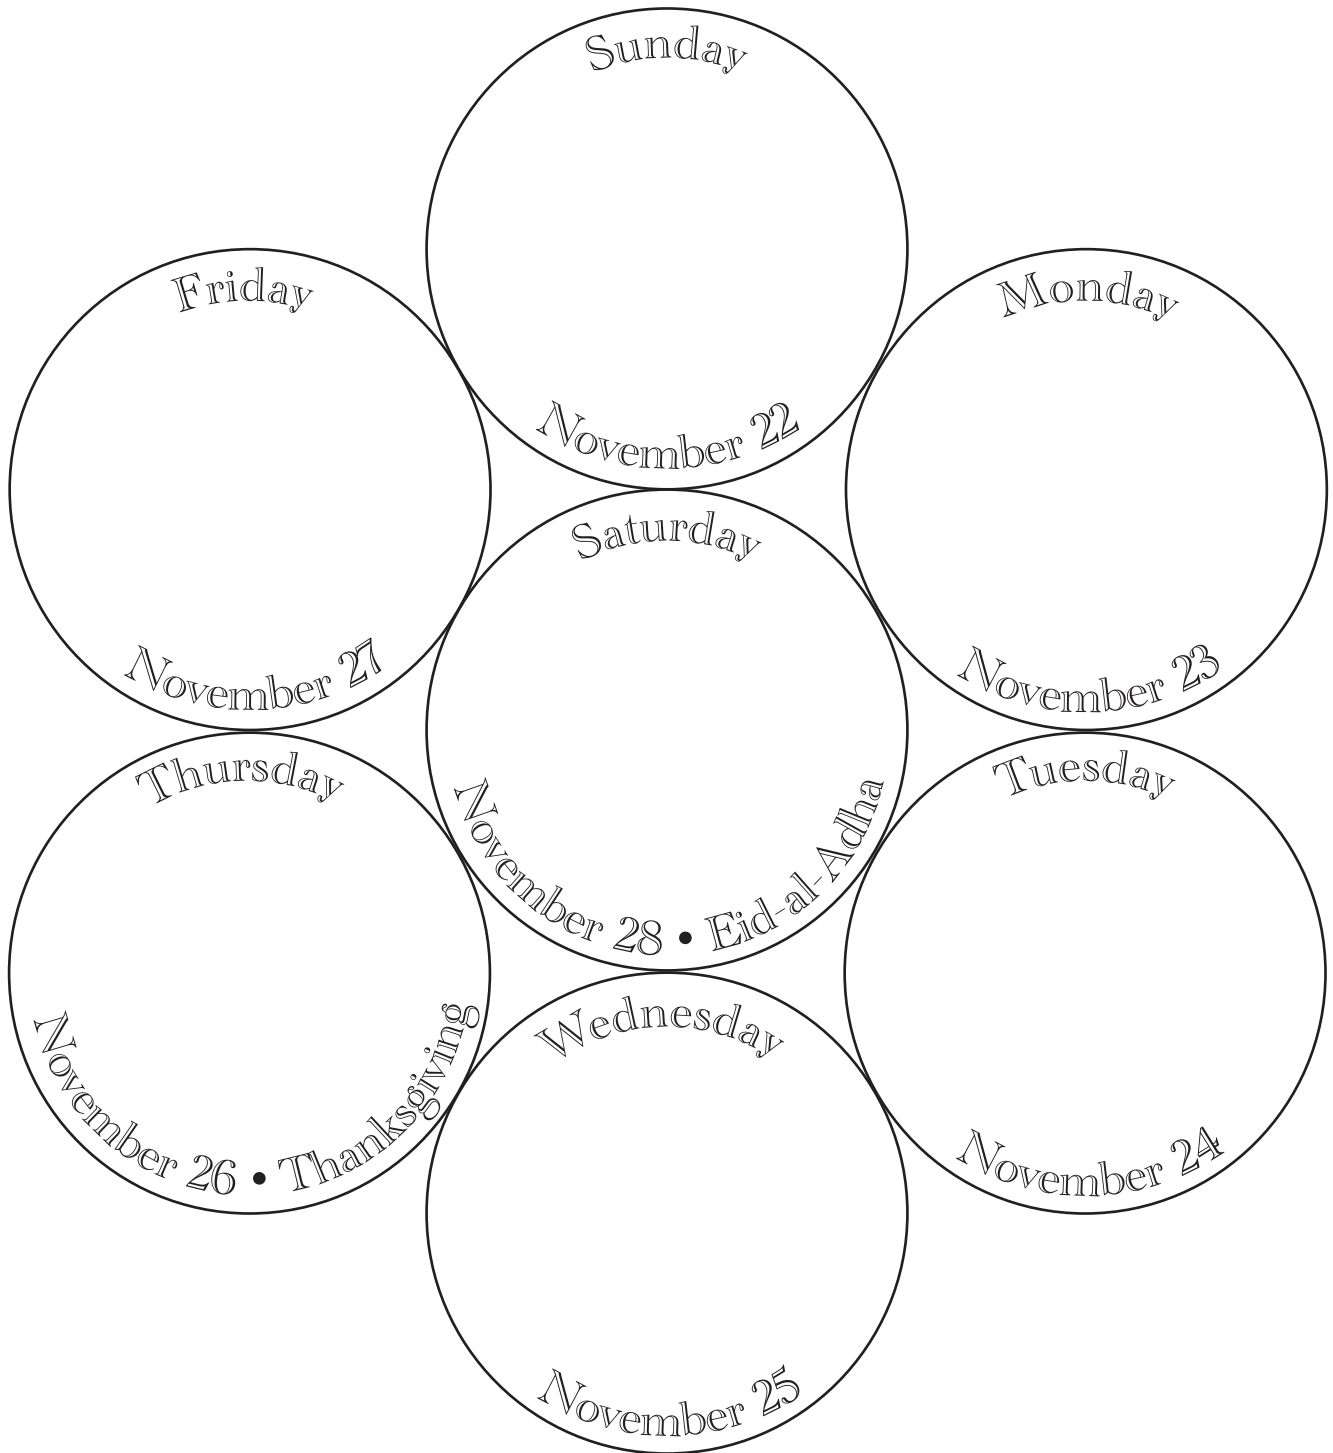 Sunday
November 22
Friday
November 27
Monday
November 23
Saturday
November 28 • Eid-al-Adha
Thursday
November 26 • Thanksgiving
Tuesday
November 24
Wednesday
November 25